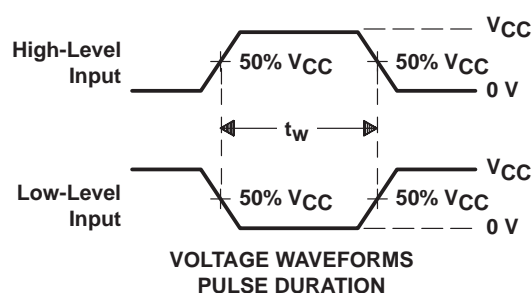 High-Level
Input
50% VCC
50% VCC
VCC
0 V
tw
Low-Level
Input
50% VCC
50% VCC
VCC
0 V
VOLTAGE WAVEFORMS
PULSE DURATION